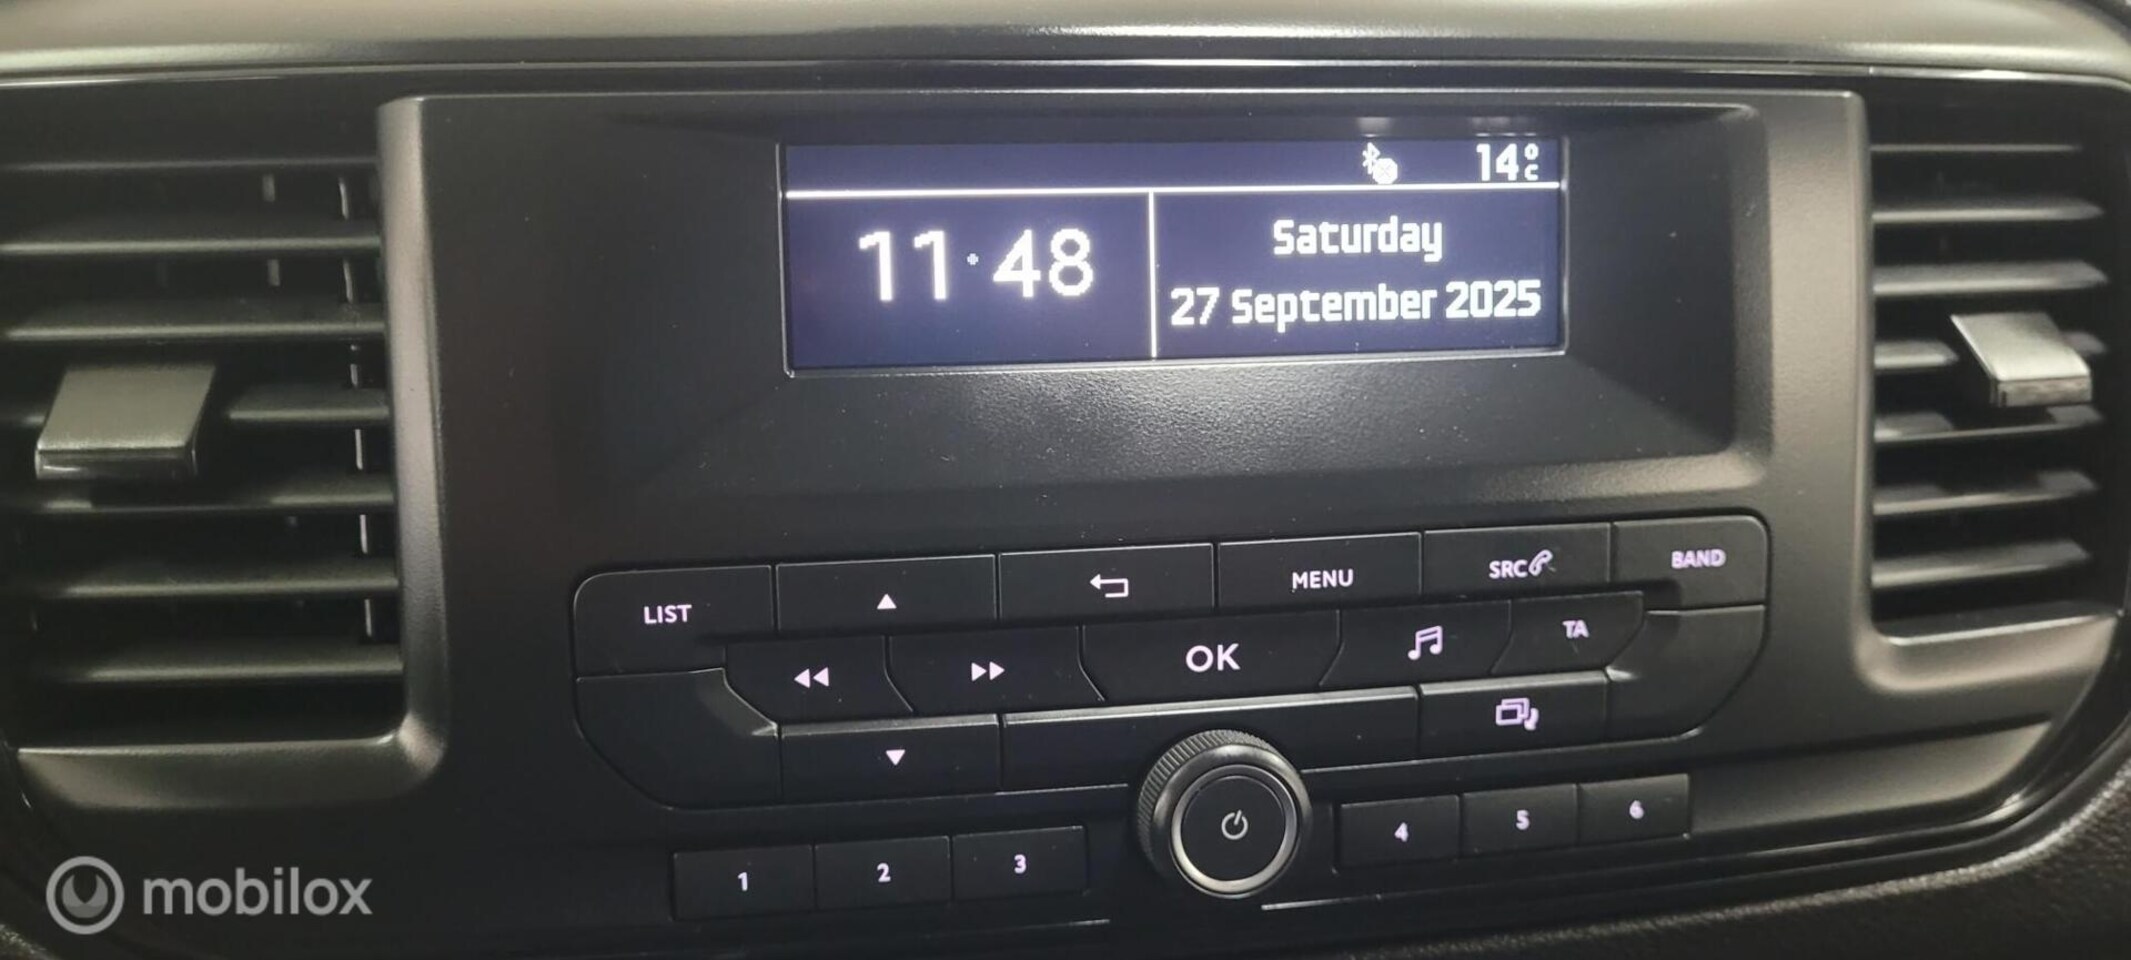 14°C
11:48
Saturday
27 September 2025
LIST
MENU
SRC
BAND
OK
TA
1
2
3
4
5
6
mobilox